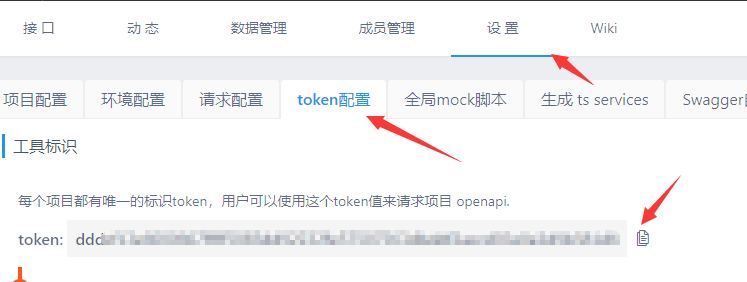 接口 动态 数据管理 成员管理 设置 Wiki
项目配置 环境配置 请求配置 token配置 全局mock脚本 生成 ts services Swagger
工具标识
每个项目都有唯一的标识token，用户可以使用这个token值来请求项目 openapi.
token: ddd